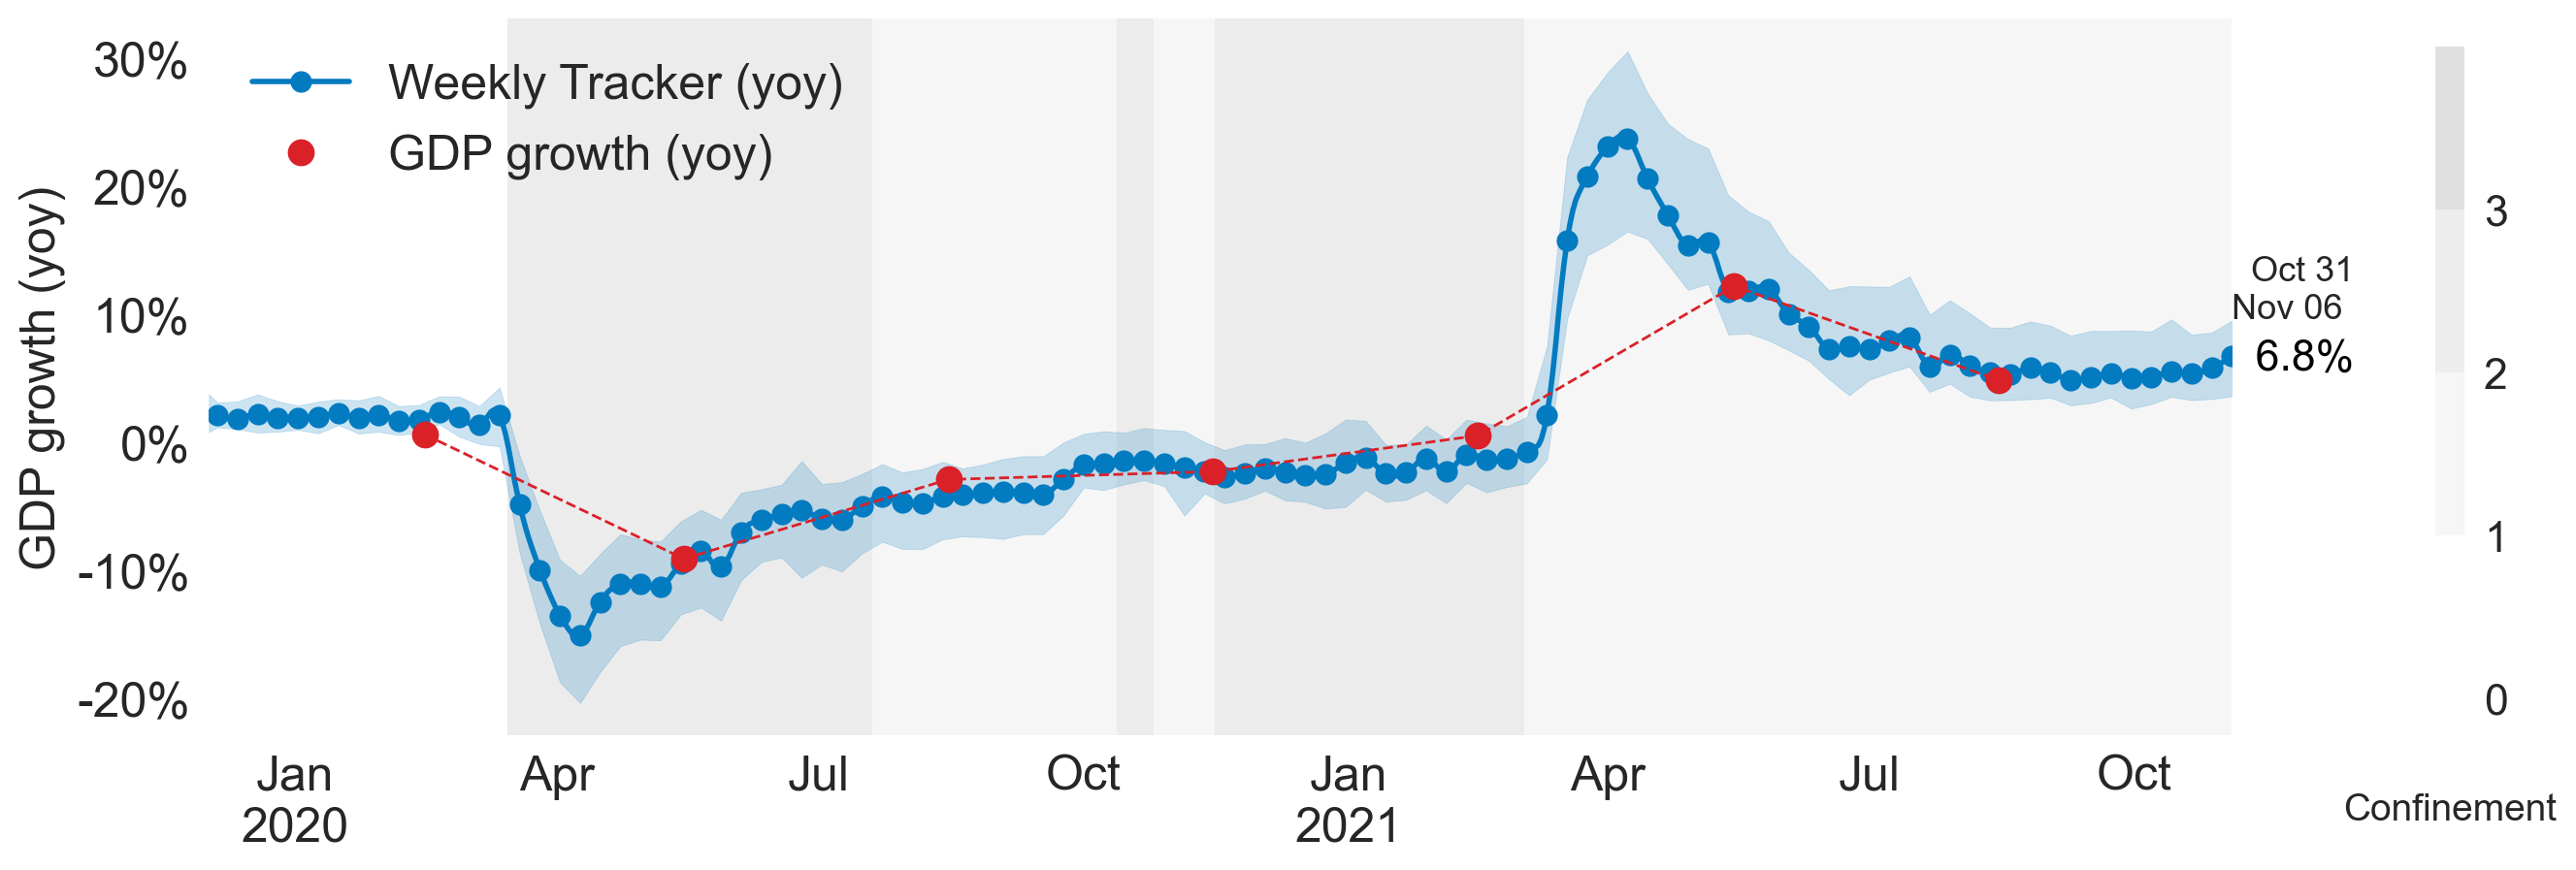 30%
20%
10%
0%
-10%
-20%
GDP growth (yoy)
Weekly Tracker (yoy)
GDP growth (yoy)
Jan
2020
Apr
Jul
Oct
Jan
2021
Apr
Jul
Oct
Oct 31
Nov 06
6.8%
3
2
1
0
Confinement